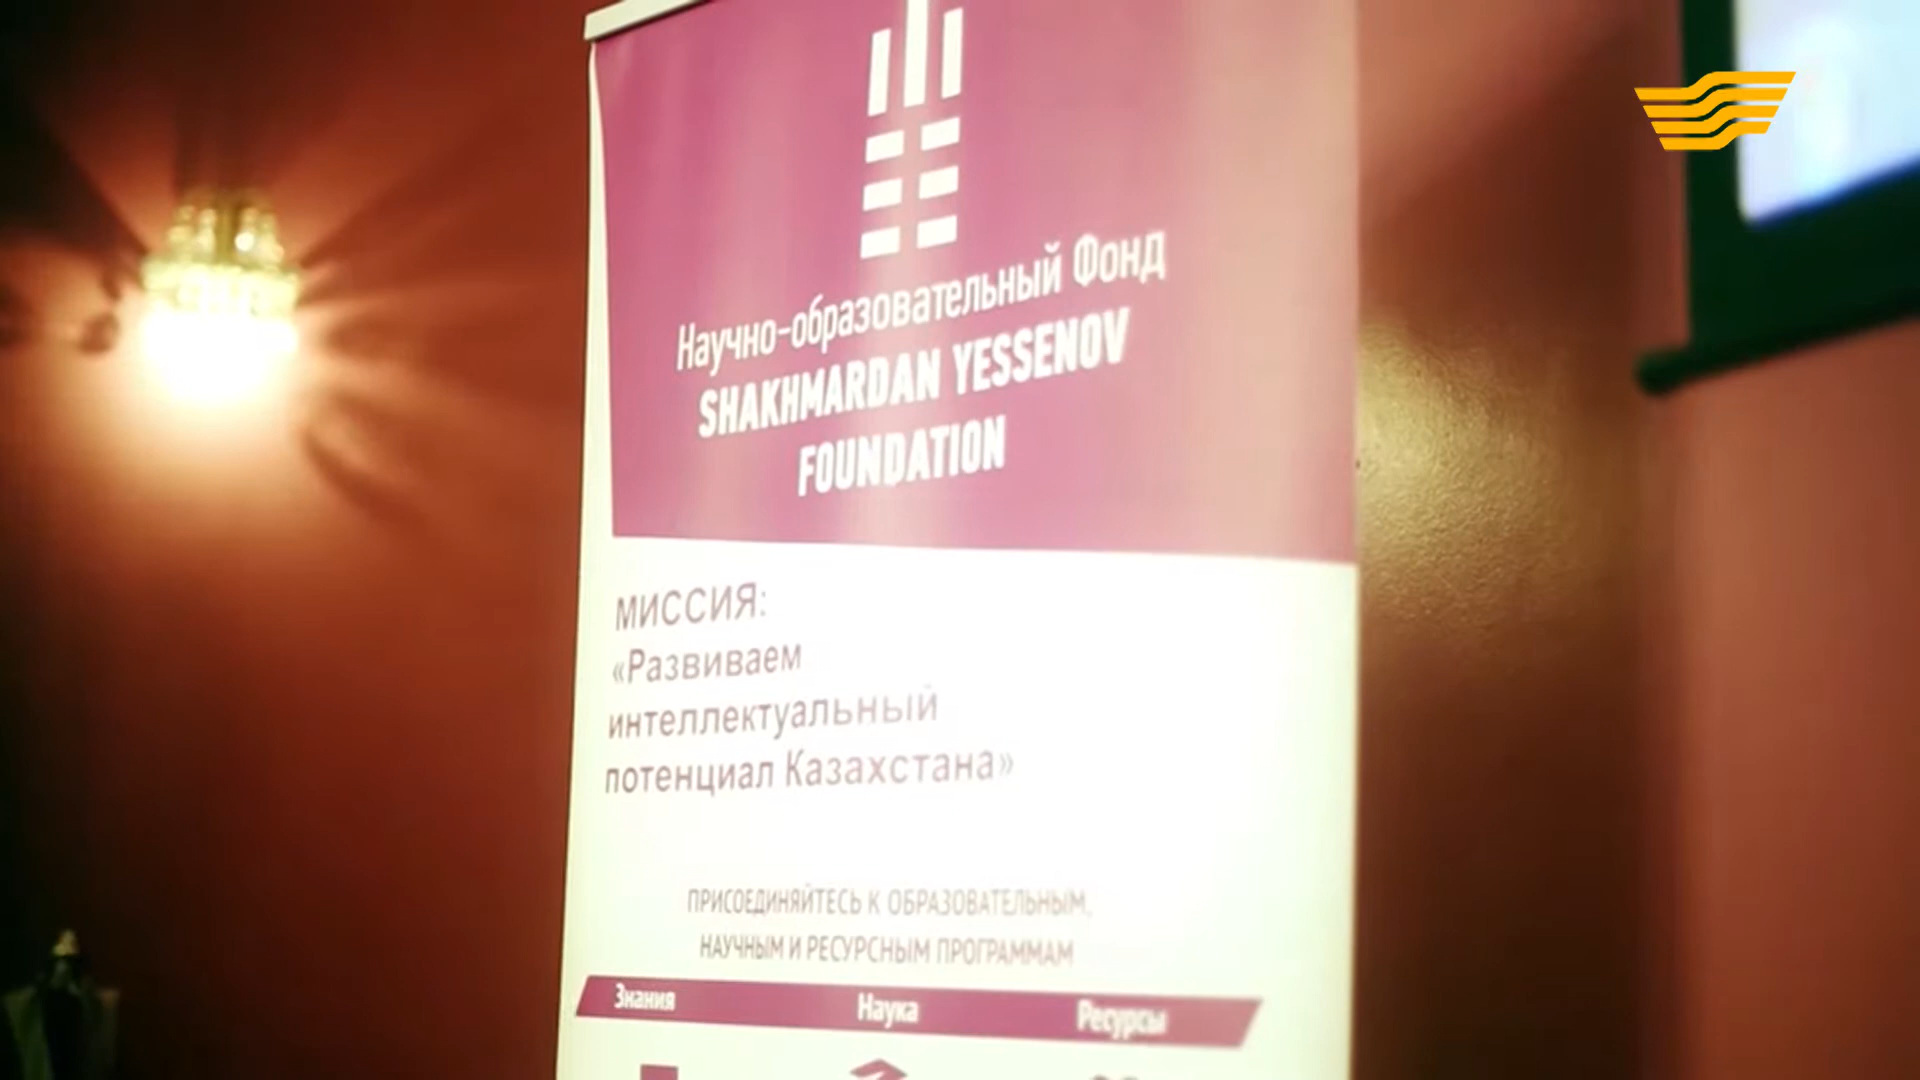 Научно-образовательный Фонд
SHAKHMARDAN YESSENOV
FOUNDATION
МИССИЯ:
«Развиваем
интеллектуальный
потенциал Казахстана»
ПРИСОЕДИНЯЙТЕСЬ К ОБРАЗОВАТЕЛЬНЫМ,
НАУЧНЫМ И РЕСУРСНЫМ ПРОГРАММАМ
Знания Наука Ресурсы